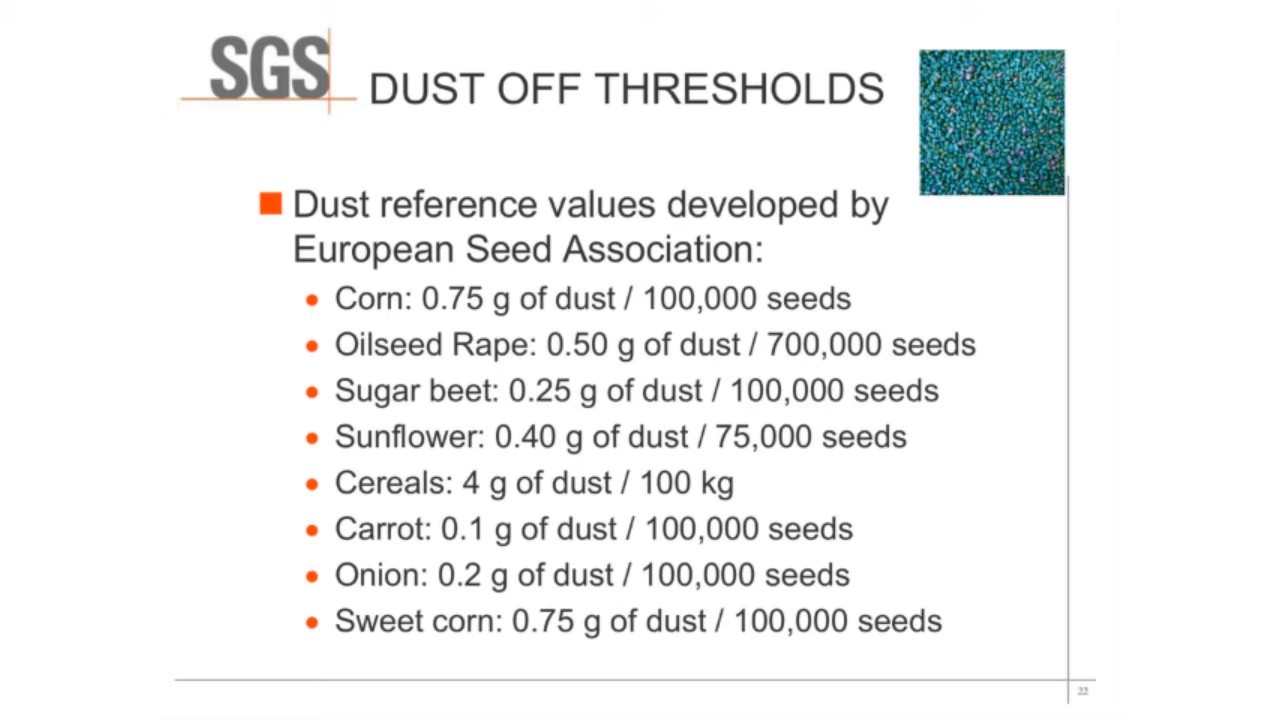 SGS
DUST OFF THRESHOLDS
Dust reference values developed by
European Seed Association:
Corn: 0.75 g of dust / 100,000 seeds
Oilseed Rape: 0.50 g of dust / 700,000 seeds
Sugar beet: 0.25 g of dust / 100,000 seeds
Sunflower: 0.40 g of dust / 75,000 seeds
Cereals: 4 g of dust / 100 kg
Carrot: 0.1 g of dust / 100,000 seeds
Onion: 0.2 g of dust / 100,000 seeds
Sweet corn: 0.75 g of dust / 100,000 seeds
22